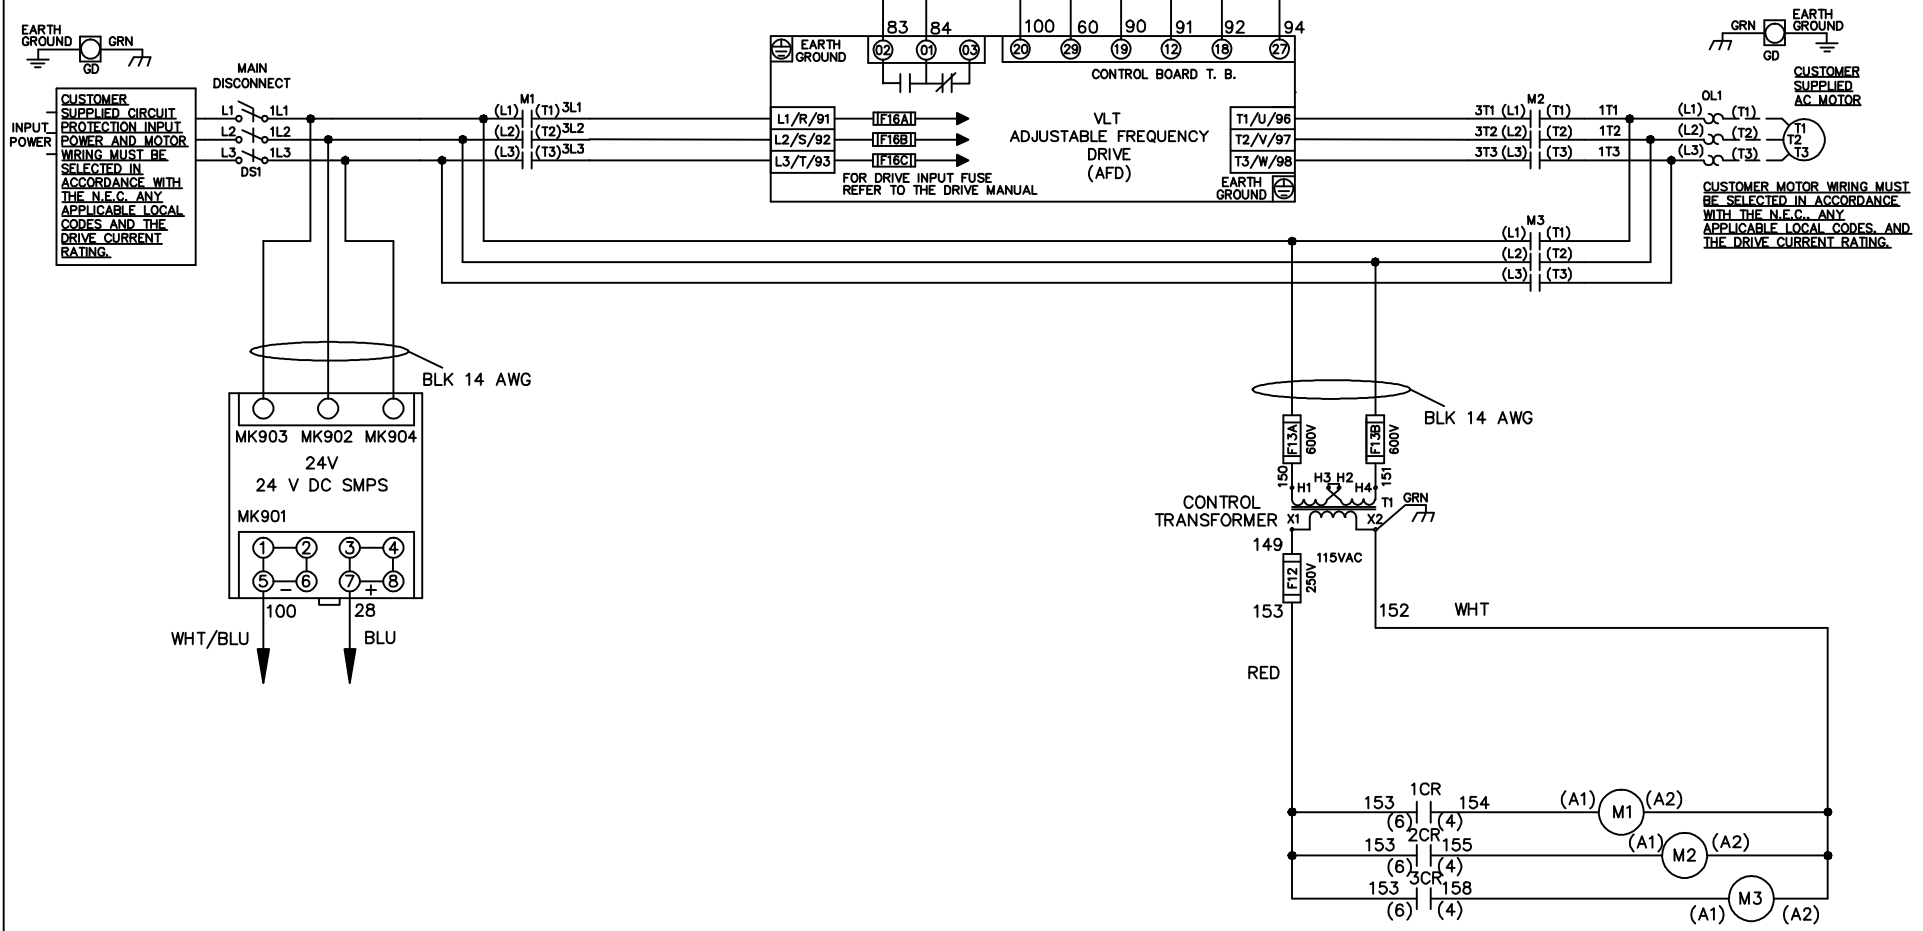 83 84 100 60 90 91 92 94
EARTH
GROUND
GRN
GD
EARTH
GROUND
02 01 03
20 29 19 12 18 27
CONTROL BOARD T. B.
GRN
EARTH
GROUND
GD
CUSTOMER
SUPPLIED
AC MOTOR
INPUT
POWER
CUSTOMER
SUPPLIED CIRCUIT
PROTECTION INPUT
POWER AND MOTOR
WIRING MUST BE
SELECTED IN
ACCORDANCE WITH
THE N.E.C. ANY
APPLICABLE LOCAL
CODES AND THE
DRIVE CURRENT
RATING.
MAIN
DISCONNECT
L1 1L1
L2 1L2
L3 1L3
DS1
M1
(L1) (T1) 3L1
(L2) (T2) 3L2
(L3) (T3) 3L3
L1/R/91 F16A
L2/S/92 F16B
L3/T/93 F16C
FOR DRIVE INPUT FUSE
REFER TO THE DRIVE MANUAL
VLT
ADJUSTABLE FREQUENCY
DRIVE
(AFD)
T1/U/96
T2/V/97
T3/W/98
EARTH
GROUND
M2
3T1 (L1) (T1) 1T1
3T2 (L2) (T2) 1T2
3T3 (L3) (T3) 1T3
OL1
(L1) (T1)
(L2) (T2)
(L3) (T3)
T1
T2
T3
CUSTOMER MOTOR WIRING MUST
BE SELECTED IN ACCORDANCE
WITH THE N.E.C., ANY
APPLICABLE LOCAL CODES, AND
THE DRIVE CURRENT RATING.
M3
(L1) (T1)
(L2) (T2)
(L3) (T3)
BLK 14 AWG
MK903 MK902 MK904
24V
24 V DC SMPS
MK901
1 2 3 4
5 - 6 7 + 8
100 28
WHT/BLU BLU
BLK 14 AWG
F13A 600V F13B 600V
150 151
H1 H3 H2 H4
CONTROL
TRANSFORMER
X1 X2 T1
GRN
149
F12 250V
115VAC
153
152 WHT
RED
1CR
153 154 (A1) M1 (A2)
(6) (4)
2CR
153 155 (A1) M2 (A2)
(6) (4)
3CR
153 158 M3
(6) (4) (A1) (A2)